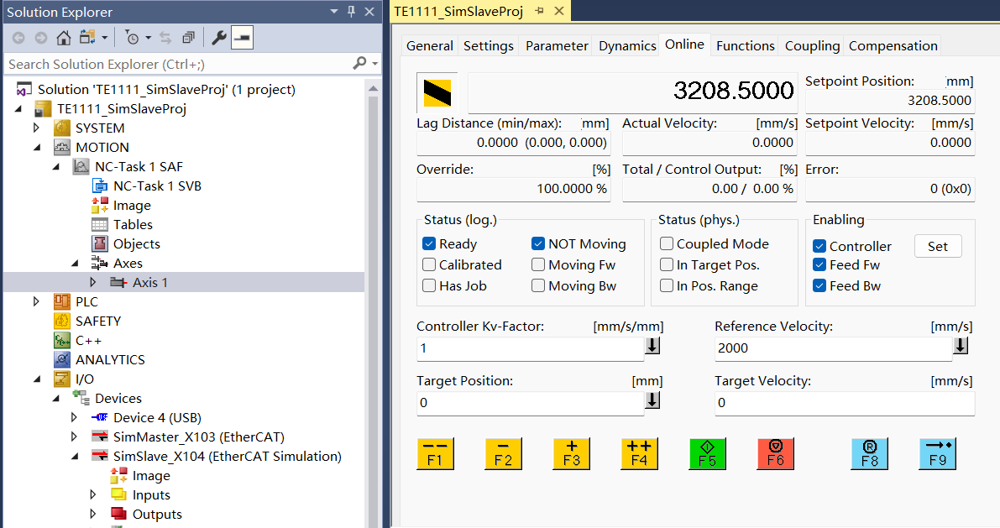 Solution Explorer
Search Solution Explorer (Ctrl+;)
Solution 'TE1111_SimSlaveProj' (1 project)
TE1111_SimSlaveProj
SYSTEM
MOTION
NC-Task 1 SAF
NC-Task 1 SVB
Image
Tables
Objects
Axes
Axis 1
PLC
SAFETY
C++
ANALYTICS
I/O
Devices
Device 4 (USB)
SimMaster_X103 (EtherCAT)
SimSlave_X104 (EtherCAT Simulation)
Image
Inputs
Outputs
TE1111_SimSlaveProj
General Settings Parameter Dynamics Online Functions Coupling Compensation
3208.5000
Setpoint Position: [mm]
3208.5000
Lag Distance (min/max): [mm] Actual Velocity: [mm/s] Setpoint Velocity: [mm/s]
0.0000 (0.000, 0.000) 0.0000 0.0000
Override: [%] Total / Control Output: [%] Error:
100.0000 % 0.00 / 0.00 % 0 (0x0)
Status (log.) Status (phys.) Enabling
Ready NOT Moving Coupled Mode Controller Set
Calibrated Moving Fw In Target Pos. Feed Fw
Has Job Moving Bw In Pos. Range Feed Bw
Controller Kv-Factor: [mm/s/mm] Reference Velocity: [mm/s]
1 2000
Target Position: [mm] Target Velocity: [mm/s]
0 0
-- - + ++ R
F1 F2 F3 F4 F5 F6 F8 F9